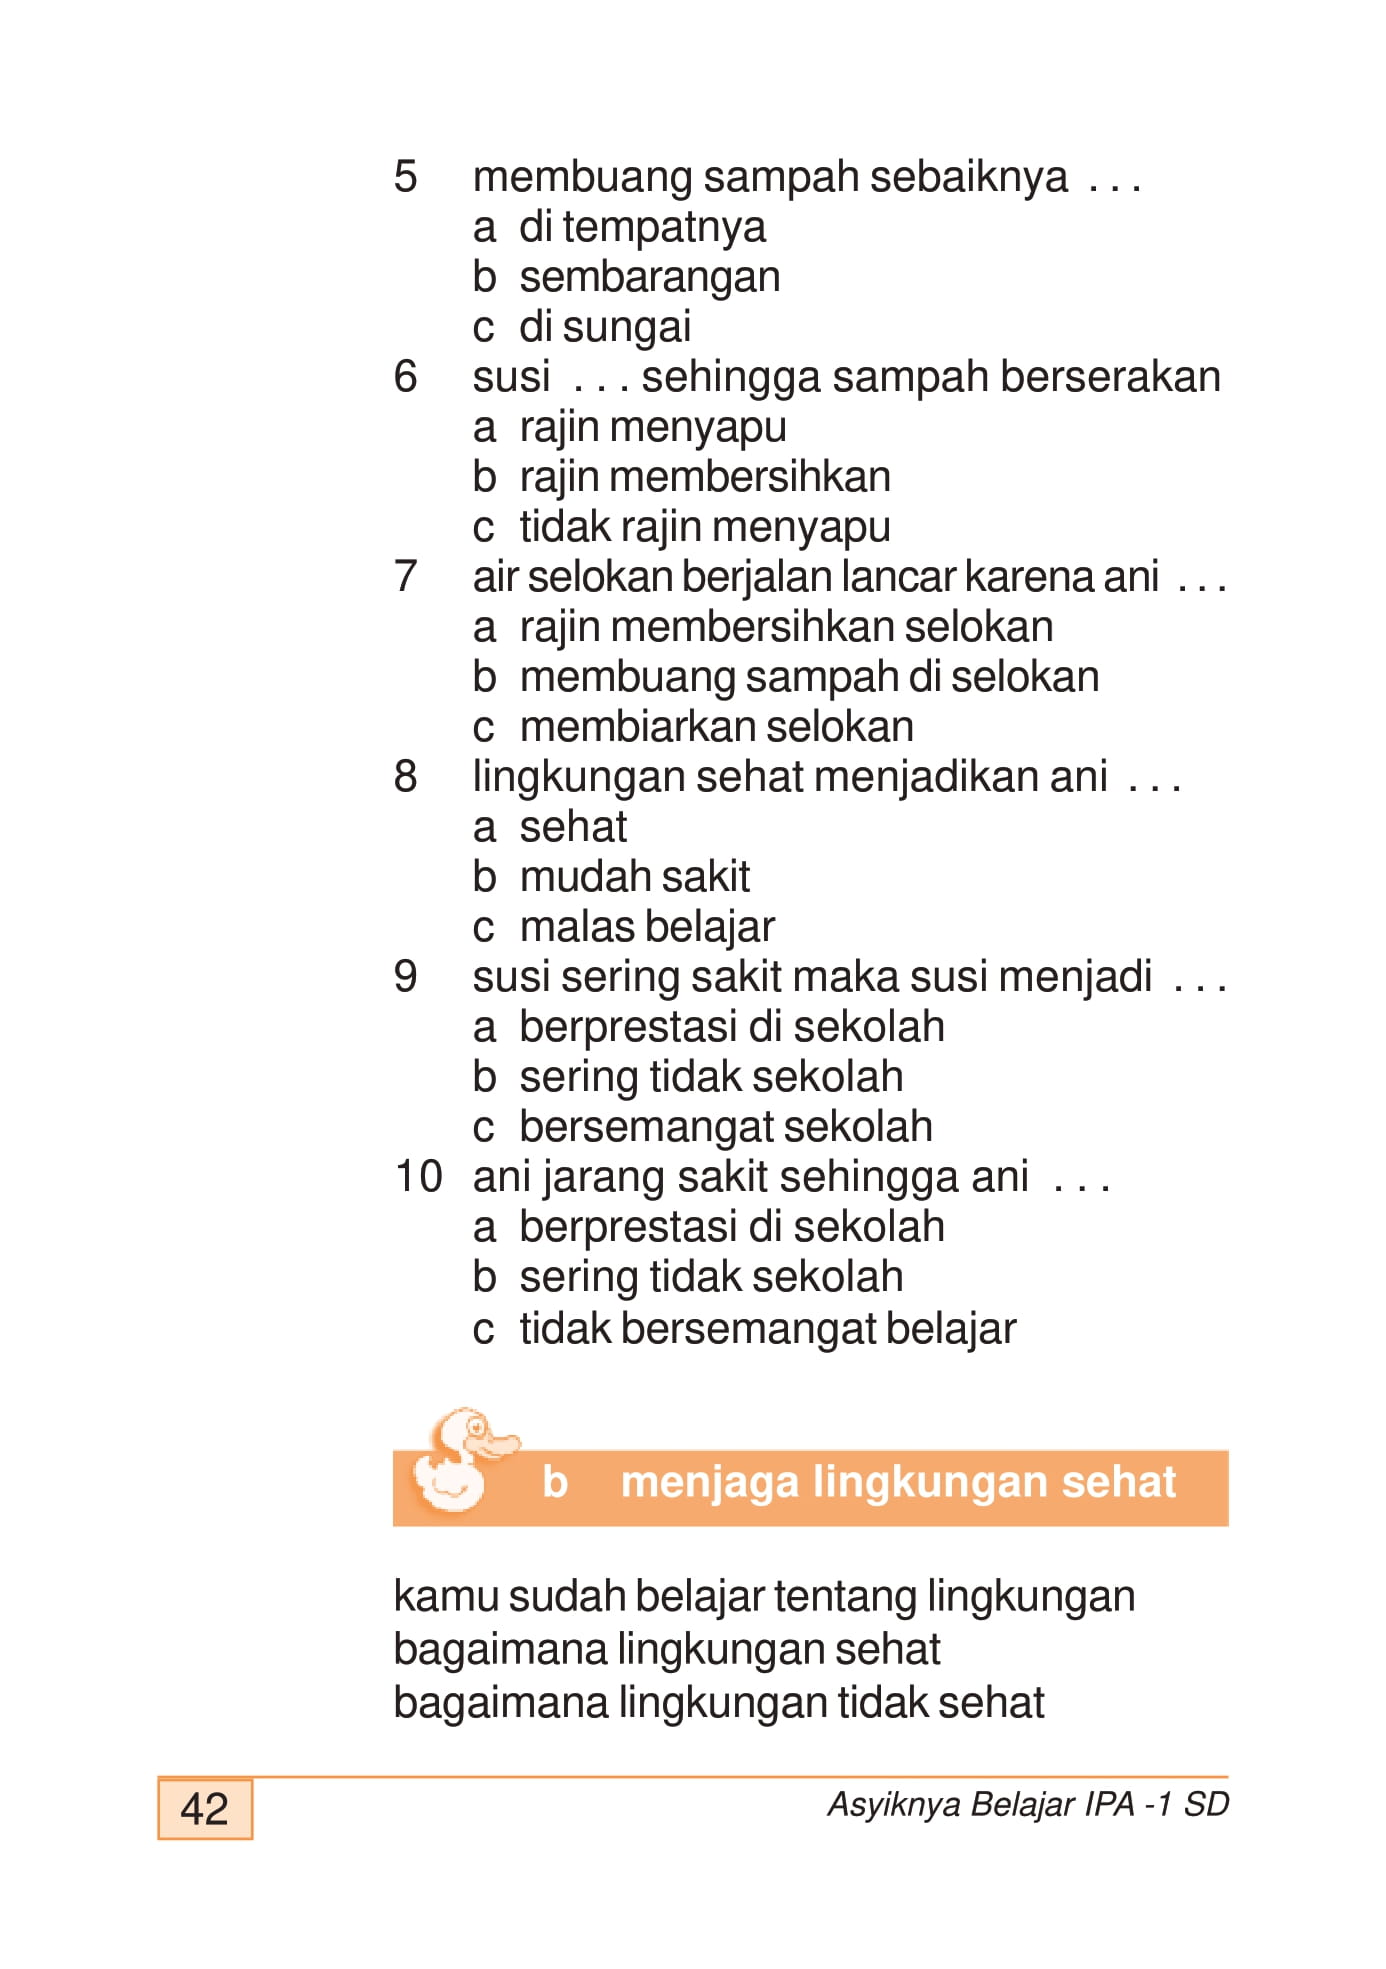 5 membuang sampah sebaiknya . . .
a di tempatnya
b sembarangan
c di sungai
6 susi . . . sehingga sampah berserakan
a rajin menyapu
b rajin membersihkan
c tidak rajin menyapu
7 air selokan berjalan lancar karena ani . . .
a rajin membersihkan selokan
b membuang sampah di selokan
c membiarkan selokan
8 lingkungan sehat menjadikan ani . . .
a sehat
b mudah sakit
c malas belajar
9 susi sering sakit maka susi menjadi . . .
a berprestasi di sekolah
b sering tidak sekolah
c bersemangat sekolah
10 ani jarang sakit sehingga ani . . .
a berprestasi di sekolah
b sering tidak sekolah
c tidak bersemangat belajar
b menjaga lingkungan sehat
kamu sudah belajar tentang lingkungan
bagaimana lingkungan sehat
bagaimana lingkungan tidak sehat
42 Asyiknya Belajar IPA -1 SD